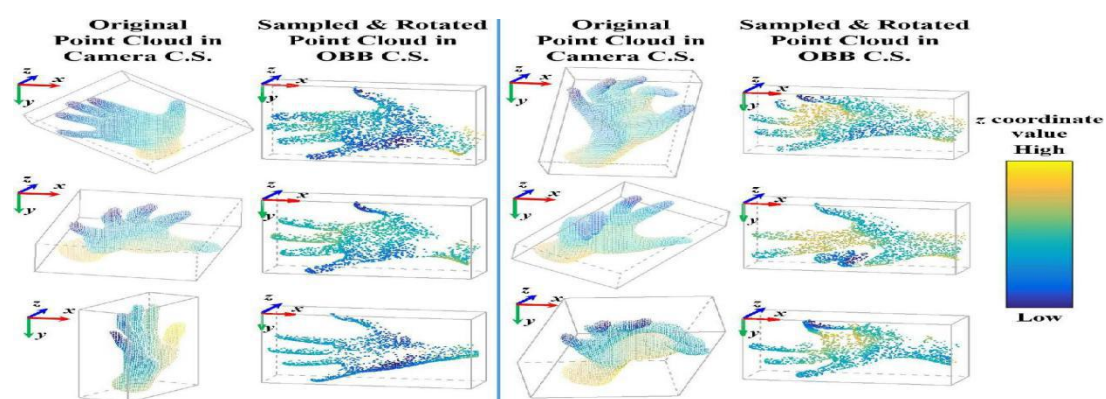 Original
Point Cloud in
Camera C.S.
Sampled & Rotated
Point Cloud in
OBB C.S.
Original
Point Cloud in
Camera C.S.
Sampled & Rotated
Point Cloud in
OBB C.S.
z
x
y
z
x
y
z
x
y
z
x
y
z
x
y
z
x
y
z
x
y
z
x
y
z
x
y
z
x
y
z
x
y
z
x
y
z coordinate
value
High
Low